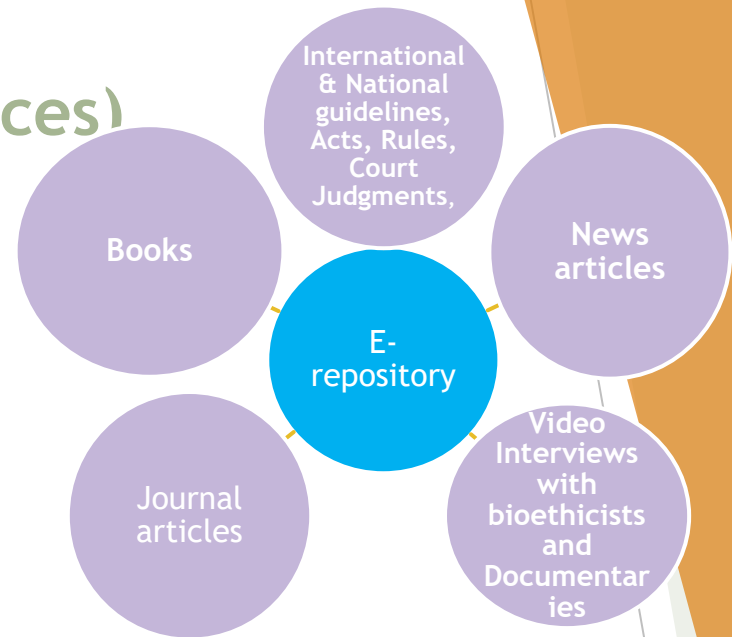 ces)
International
& National
guidelines,
Acts, Rules,
Court
Judgments,
Books
News
articles
E-
repository
Journal
articles
Video
Interviews
with
bioethicists
and
Documentar
ies